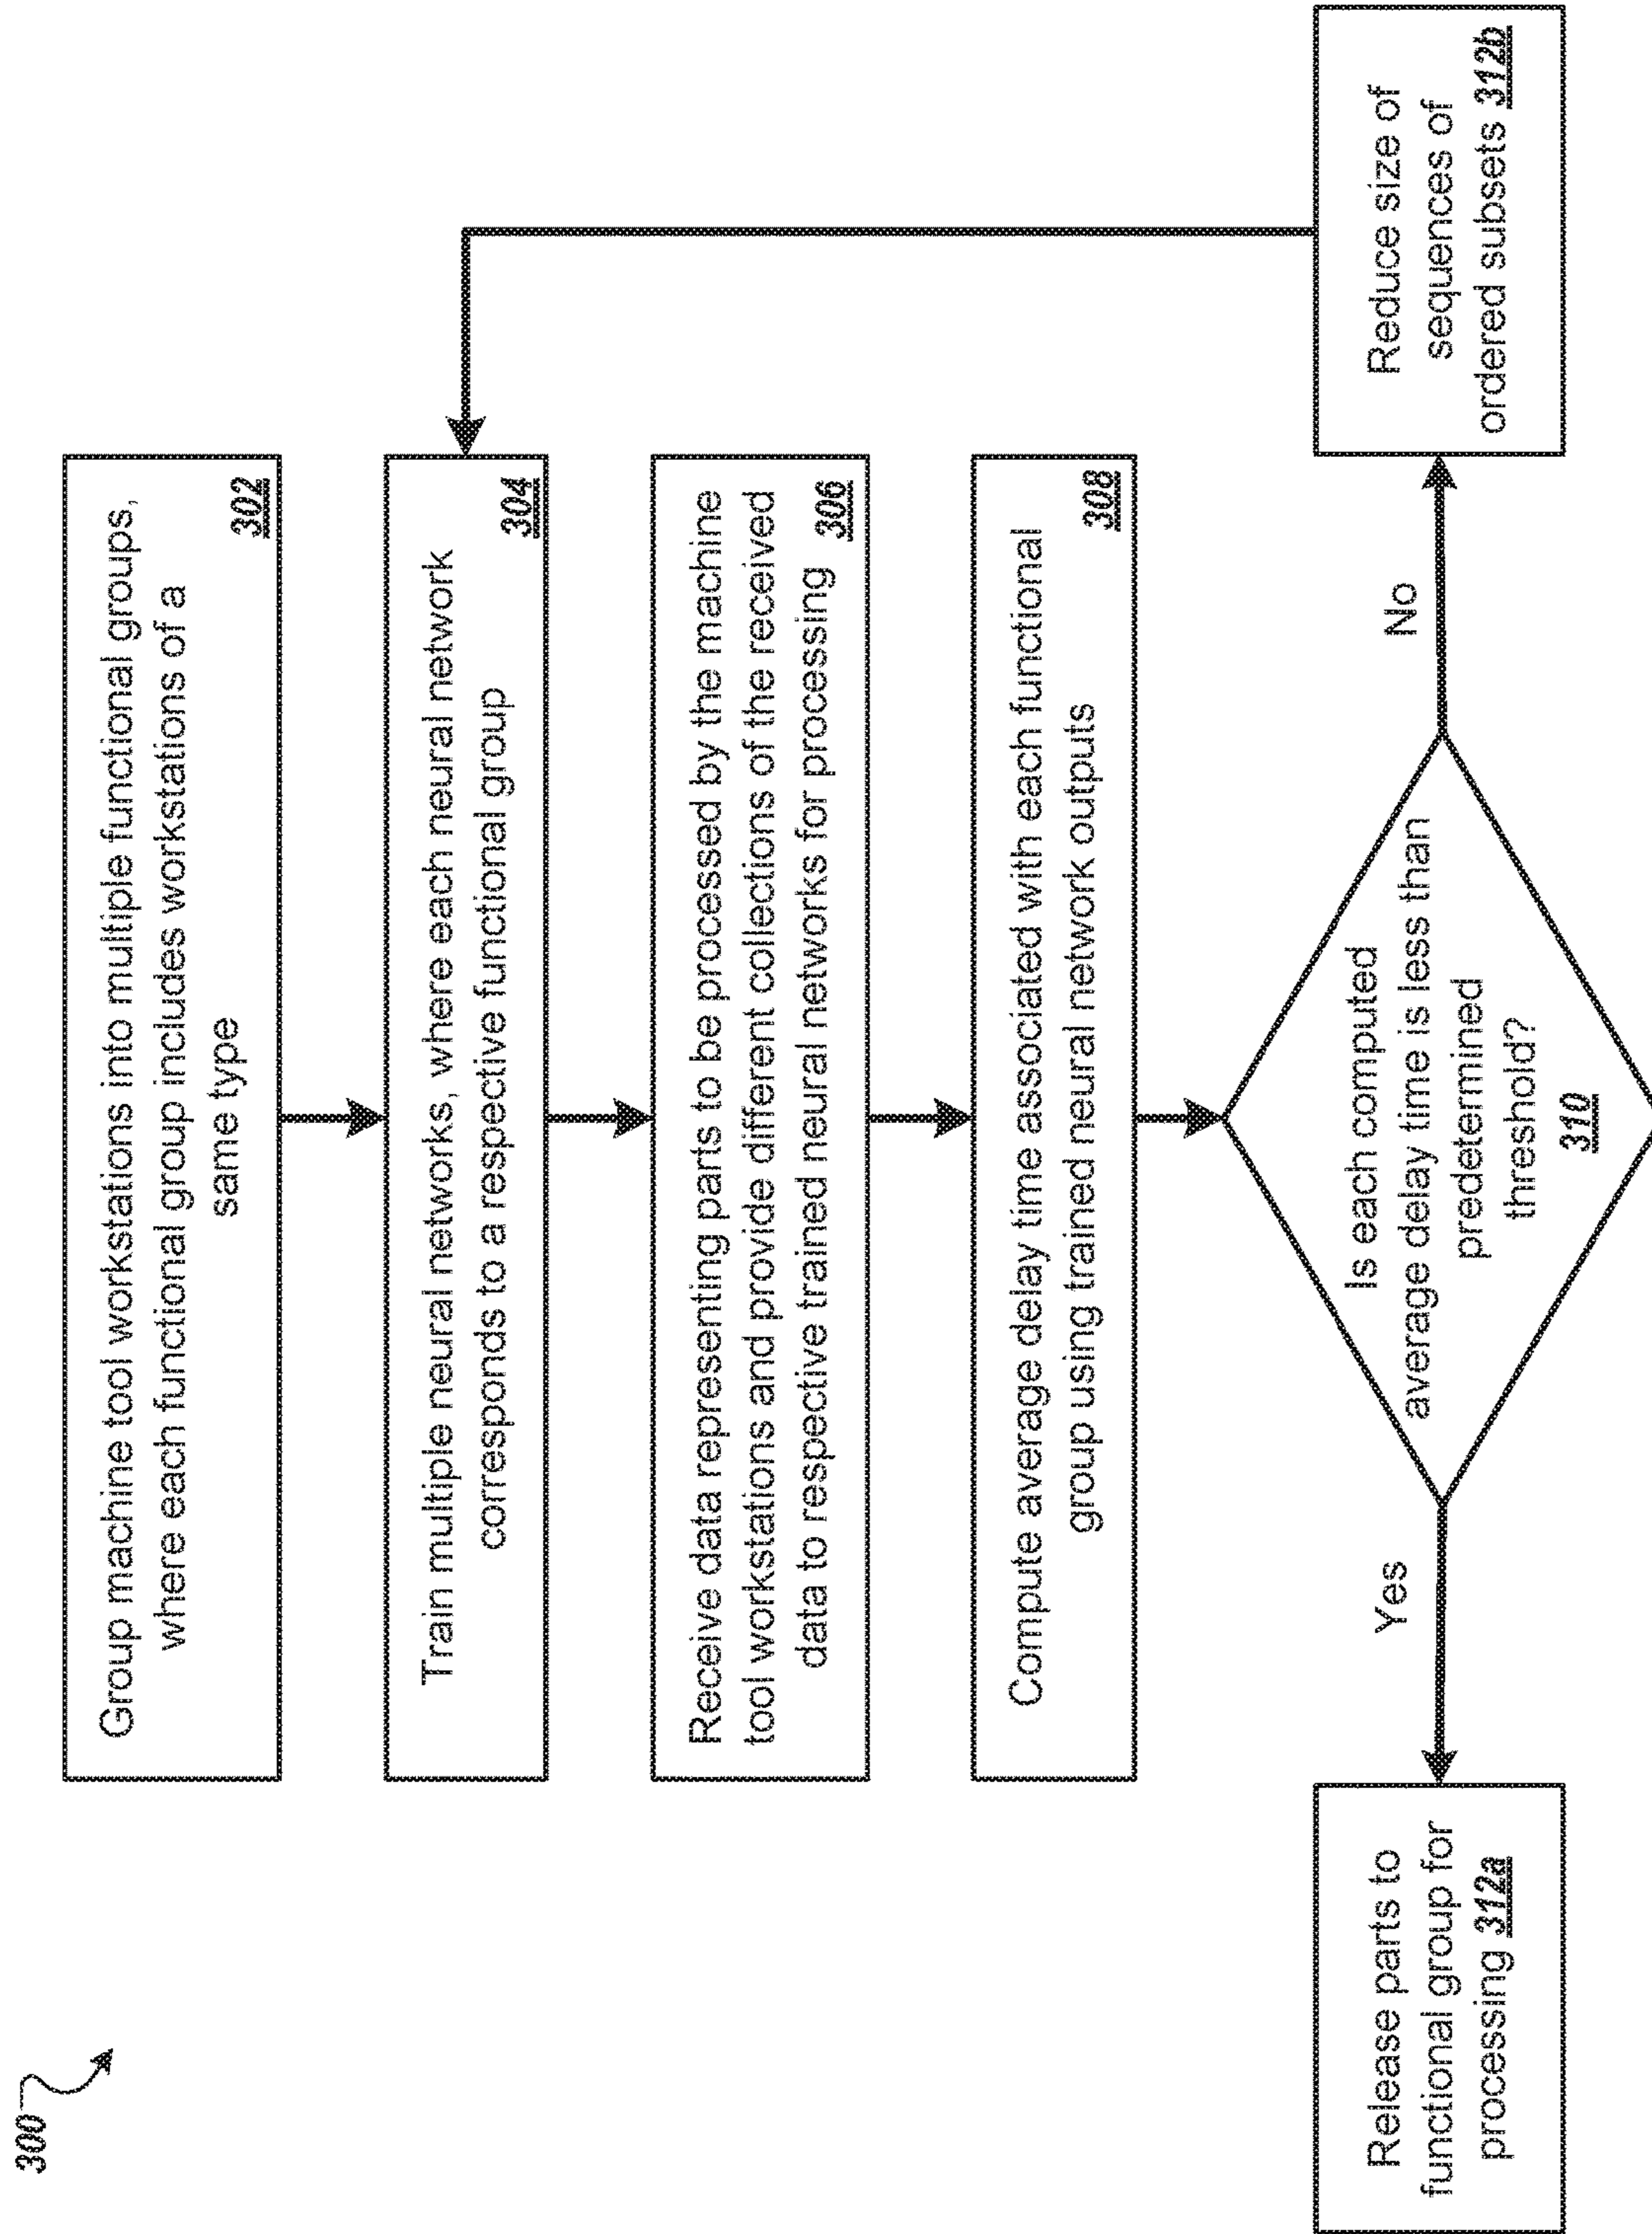 300
Group machine tool workstations into multiple functional groups,
where each functional group includes workstations of a
same type
302
Train multiple neural networks, where each neural network
corresponds to a respective functional group
304
Receive data representing parts to be processed by the machine
tool workstations and provide different collections of the received
data to respective trained neural networks for processing
306
Compute average delay time associated with each functional
group using trained neural network outputs
308
Is each computed
average delay time is less than
predetermined
threshold?
310
Yes
No
Release parts to
functional group for
processing 312a
Reduce size of
sequences of
ordered subsets 312b